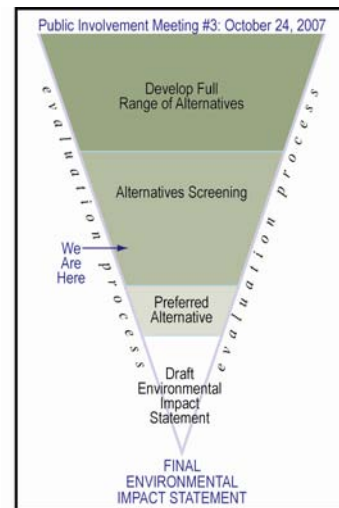 Public Involvement Meeting #3: October 24, 2007
Develop Full
Range of Alternatives
evaluation process
evaluation process
Alternatives Screening
We
Are
Here
Preferred
Alternative
Draft
Environmental
Impact
Statement
FINAL
ENVIRONMENTAL
IMPACT STATEMENT